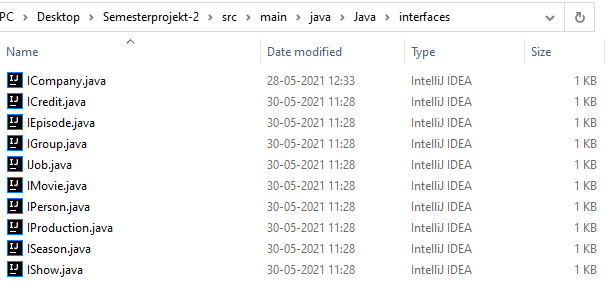 PC > Desktop > Semesterprojekt-2 > src > main > java > Java > interfaces
Name Date modified Type Size
ICompany.java 28-05-2021 12:33 IntelliJ IDEA 1 KB
ICredit.java 30-05-2021 11:28 IntelliJ IDEA 1 KB
IEpisode.java 30-05-2021 11:28 IntelliJ IDEA 1 KB
IGroup.java 30-05-2021 11:28 IntelliJ IDEA 1 KB
IJob.java 30-05-2021 11:28 IntelliJ IDEA 1 KB
IMovie.java 30-05-2021 11:28 IntelliJ IDEA 1 KB
IPerson.java 30-05-2021 11:28 IntelliJ IDEA 1 KB
IProduction.java 30-05-2021 11:28 IntelliJ IDEA 1 KB
ISeason.java 30-05-2021 11:28 IntelliJ IDEA 1 KB
IShow.java 30-05-2021 11:28 IntelliJ IDEA 1 KB